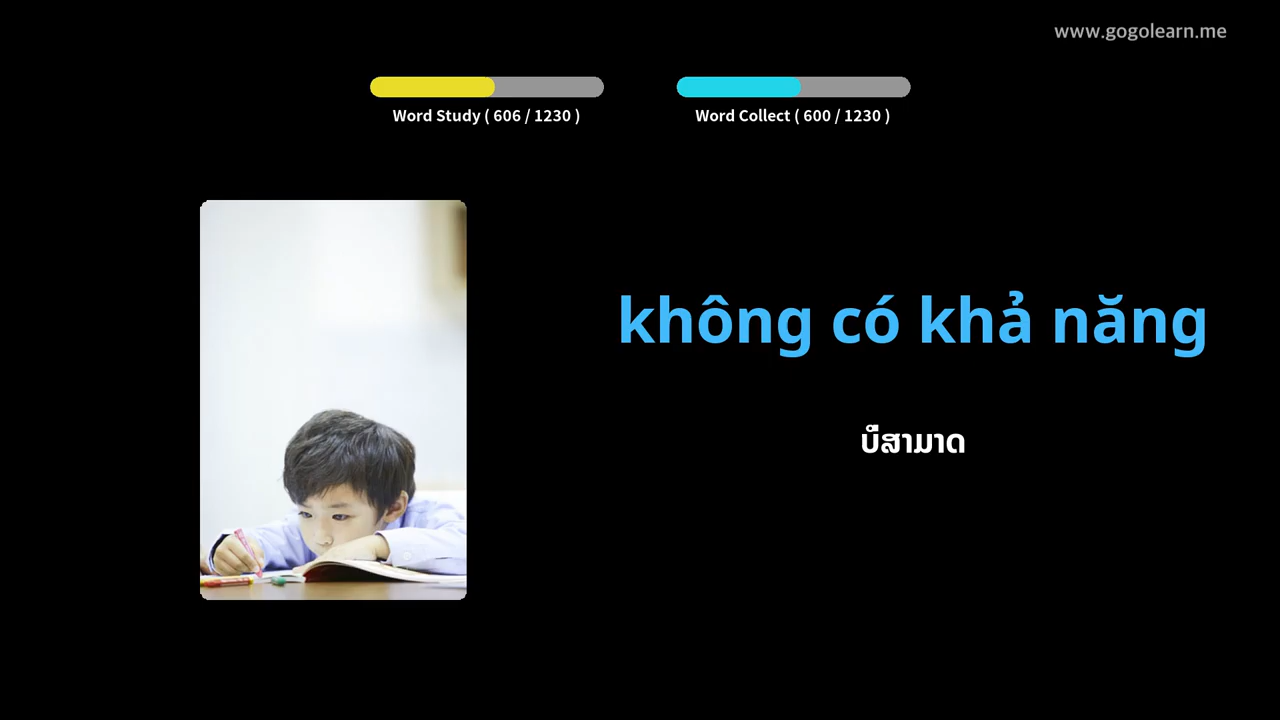 www.gogolearn.me
Word Study ( 606 / 1230 )
Word Collect ( 600 / 1230 )
không có khả năng
ບໍ່ສາມາດ